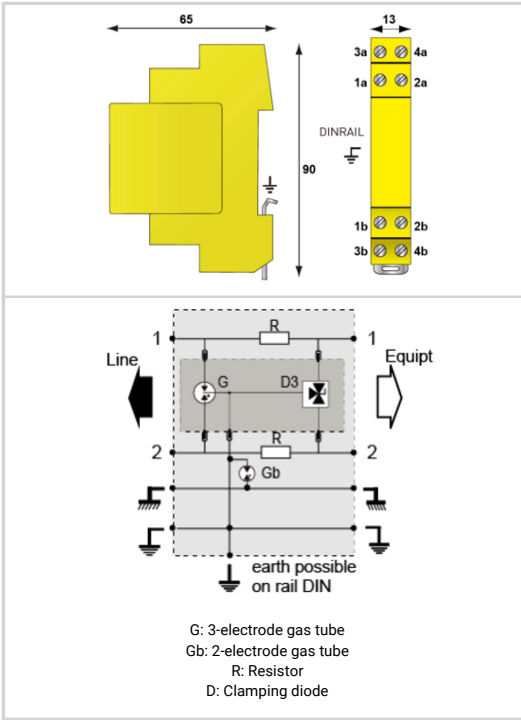 65
13
3a
4a
1a
2a
DINRAIL
90
1b
2b
3b
4b
R
1
1
Line
Equipt
G
D3
R
2
2
Gb
earth possible
on rail DIN
G: 3-electrode gas tube
Gb: 2-electrode gas tube
R: Resistor
D: Clamping diode